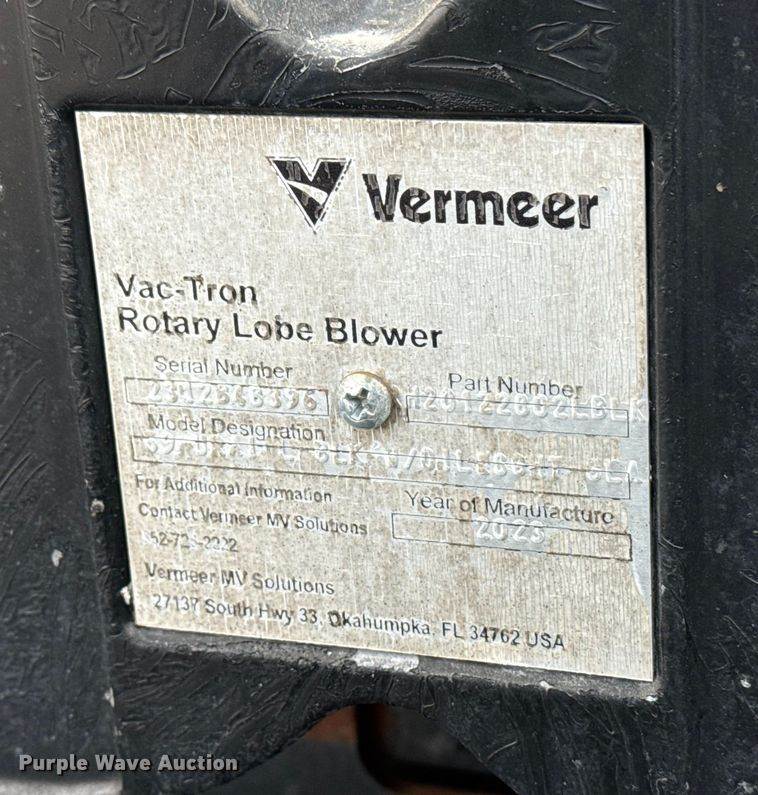 Vermeer
Vac-Tron
Rotary Lobe Blower
Serial Number
Part Number
Model Designation
For Additional Information
Year of Manufacture
Contact Vermeer MV Solutions
2023
Vermeer MV Solutions
27137 South Hwy 33, Okahumpka, FL 34762 USA
Purple Wave Auction